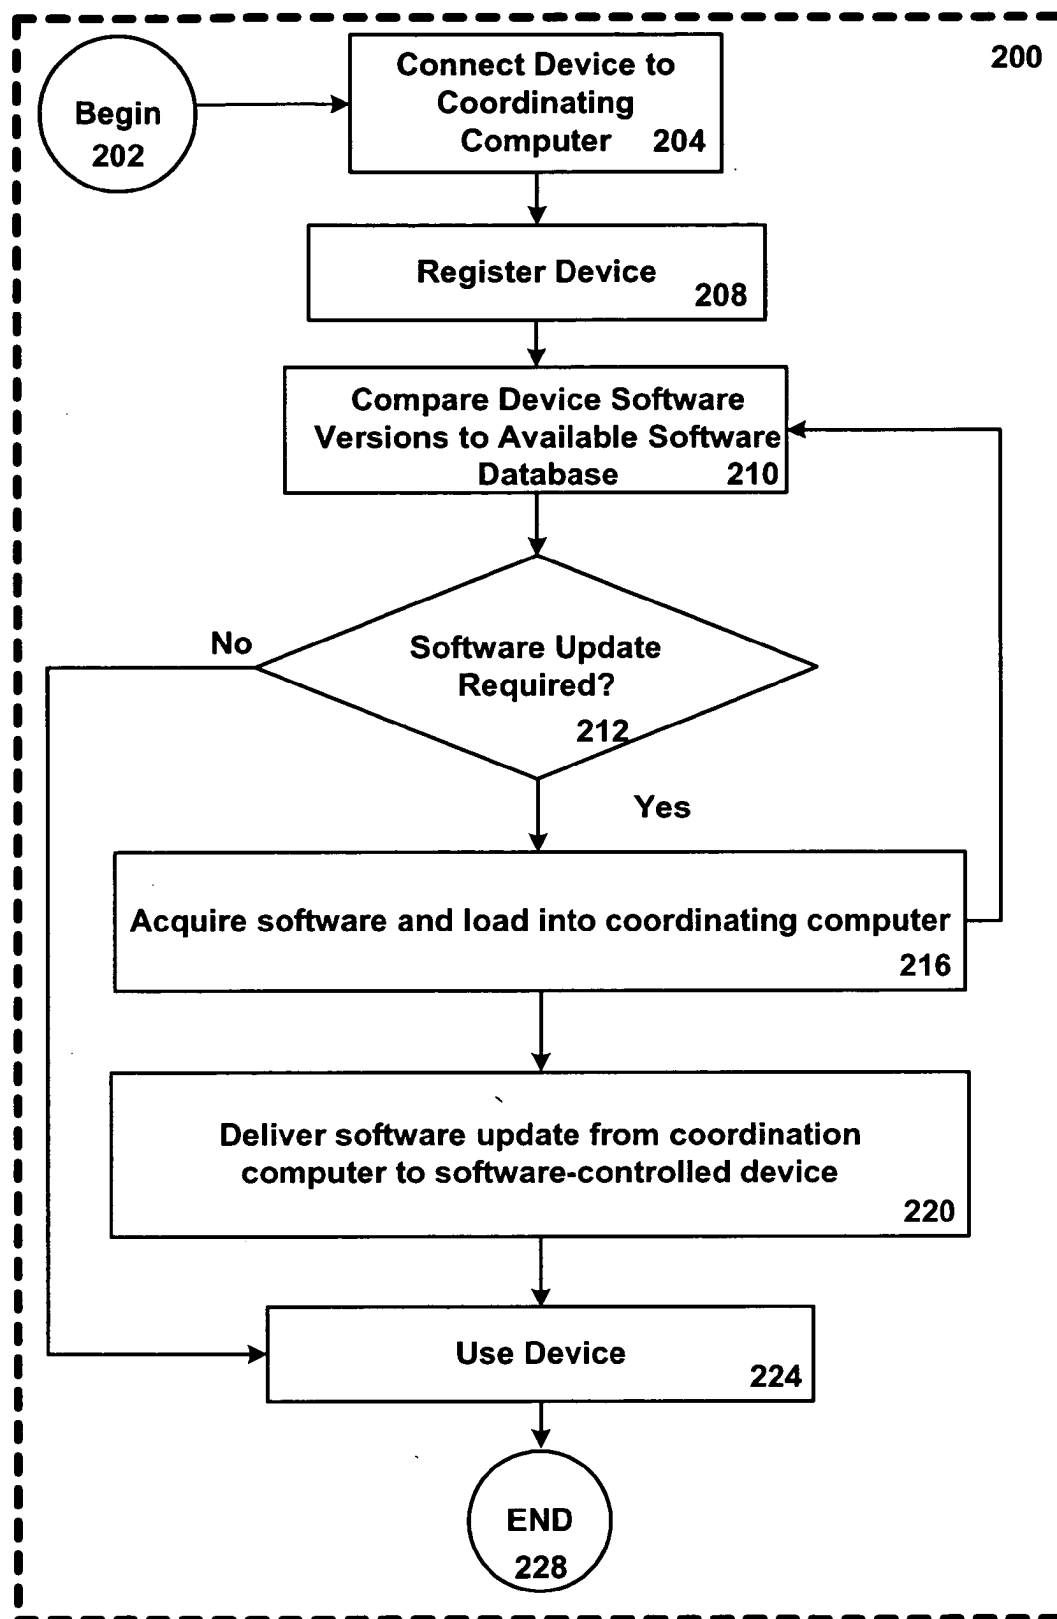 200
Begin
202
Connect Device to
Coordinating
Computer 204
Register Device
208
Compare Device Software
Versions to Available Software
Database 210
No
Software Update
Required?
212
Yes
Acquire software and load into coordinating computer
216
Deliver software update from coordination
computer to software-controlled device
220
Use Device
224
END
228